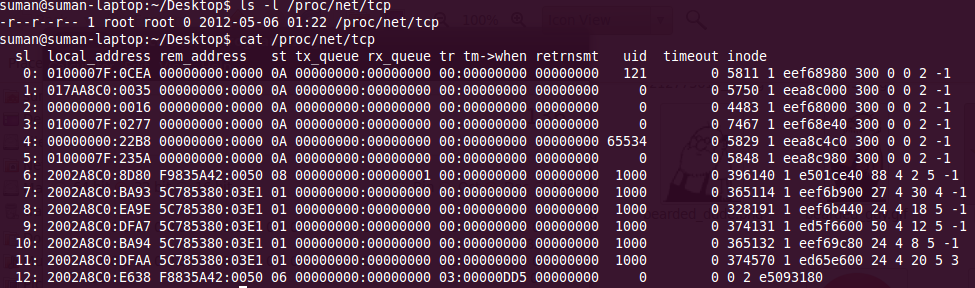 suman@suman-laptop:~/Desktop$ ls -l /proc/net/tcp
-r--r--r-- 1 root root 0 2012-05-06 01:22 /proc/net/tcp
suman@suman-laptop:~/Desktop$ cat /proc/net/tcp
sl local_address rem_address st tx_queue rx_queue tr tm->when retrnsmt uid timeout inode
0: 0100007F:0CEA 00000000:0000 0A 00000000:00000000 00:00000000 00000000 121 0 5811 1 eef68980 300 0 0 2 -1
1: 017AA8C0:0035 00000000:0000 0A 00000000:00000000 00:00000000 00000000 0 0 5750 1 eea8c000 300 0 0 2 -1
2: 00000000:0016 00000000:0000 0A 00000000:00000000 00:00000000 00000000 0 0 4483 1 eef68000 300 0 0 2 -1
3: 0100007F:0277 00000000:0000 0A 00000000:00000000 00:00000000 00000000 0 0 7467 1 eef68e40 300 0 0 2 -1
4: 00000000:22B8 00000000:0000 0A 00000000:00000000 00:00000000 00000000 65534 0 5829 1 eea8c4c0 300 0 0 2 -1
5: 0100007F:235A 00000000:0000 0A 00000000:00000000 00:00000000 00000000 0 0 5848 1 eea8c980 300 0 0 2 -1
6: 2002A8C0:8D80 F9835A42:0050 08 00000000:00000001 00:00000000 00000000 1000 0 396140 1 e501ce40 88 4 2 5 -1
7: 2002A8C0:BA93 5C785380:03E1 01 00000000:00000000 00:00000000 00000000 1000 0 365114 1 eef6b900 27 4 30 4 -1
8: 2002A8C0:EA9E 5C785380:03E1 01 00000000:00000000 00:00000000 00000000 1000 0 328191 1 eef6b440 24 4 18 5 -1
9: 2002A8C0:DFA7 5C785380:03E1 01 00000000:00000000 00:00000000 00000000 1000 0 374131 1 ed5f6600 50 4 12 5 -1
10: 2002A8C0:BA94 5C785380:03E1 01 00000000:00000000 00:00000000 00000000 1000 0 365132 1 eef69c80 24 4 8 5 -1
11: 2002A8C0:DFAA 5C785380:03E1 01 00000000:00000000 00:00000000 00000000 1000 0 374570 1 ed65e600 24 4 20 5 3
12: 2002A8C0:E638 F8835A42:0050 06 00000000:00000000 03:00000DD5 00000000 0 0 0 2 e5093180